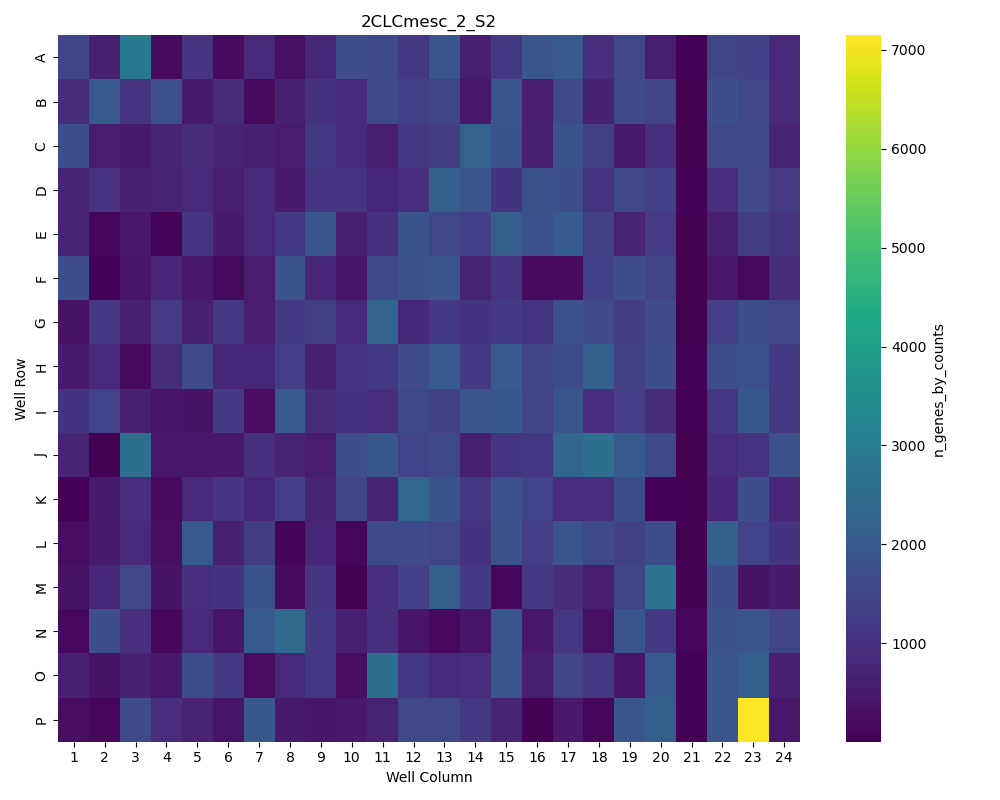 2CLCmesc_2_S2
A
B
C
D
E
F
G
H
I
J
K
L
M
N
O
P
Well Row
1 2 3 4 5 6 7 8 9 10 11 12 13 14 15 16 17 18 19 20 21 22 23 24
Well Column
7000
6000
5000
4000
3000
2000
1000
n_genes_by_counts